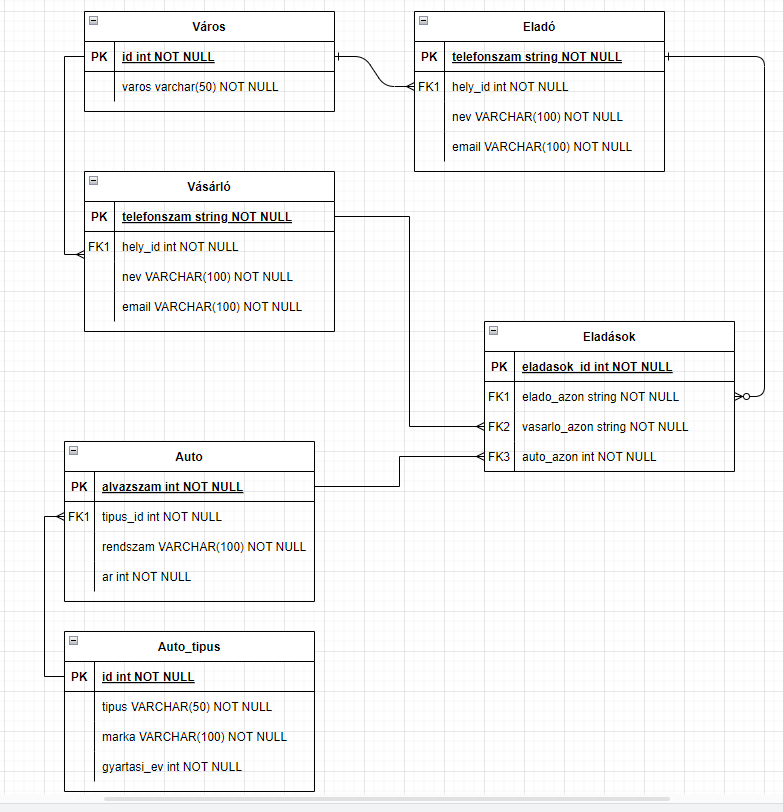 Város
PK id int NOT NULL
varos varchar(50) NOT NULL
Eladó
PK telefonszam string NOT NULL
FK1 hely_id int NOT NULL
nev VARCHAR(100) NOT NULL
email VARCHAR(100) NOT NULL
Vásárló
PK telefonszam string NOT NULL
FK1 hely_id int NOT NULL
nev VARCHAR(100) NOT NULL
email VARCHAR(100) NOT NULL
Eladások
PK eladasok_id int NOT NULL
FK1 elado_azon string NOT NULL
FK2 vasarlo_azon string NOT NULL
FK3 auto_azon int NOT NULL
Auto
PK alvazszam int NOT NULL
FK1 tipus_id int NOT NULL
rendszam VARCHAR(100) NOT NULL
ar int NOT NULL
Auto_tipus
PK id int NOT NULL
tipus VARCHAR(50) NOT NULL
marka VARCHAR(100) NOT NULL
gyartasi_ev int NOT NULL